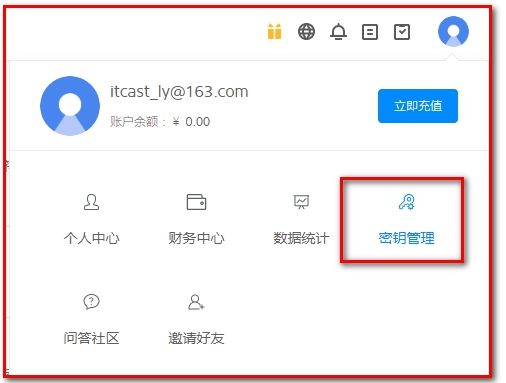 itcast_ly@163.com
账户余额：￥ 0.00
立即充值
个人中心 财务中心 数据统计 密钥管理
问答社区 邀请好友